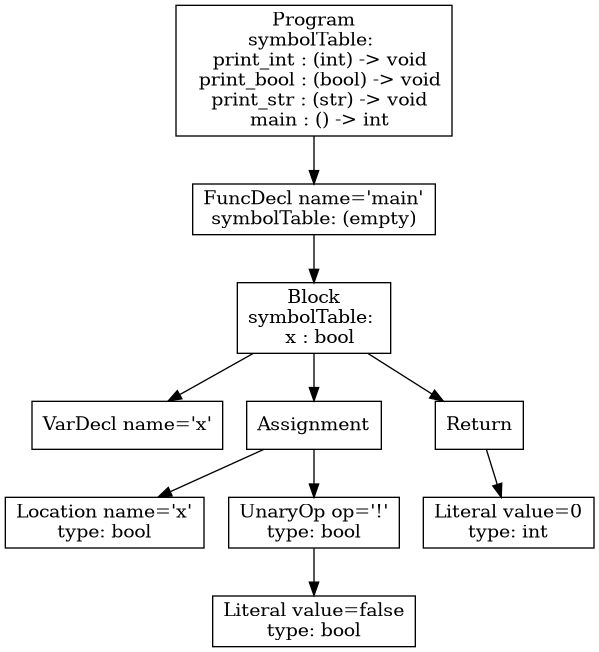 Program
symbolTable:
print_int : (int) -> void
print_bool : (bool) -> void
print_str : (str) -> void
main : () -> int
FuncDecl name='main'
symbolTable: (empty)
Block
symbolTable:
x : bool
VarDecl name='x'
Assignment
Return
Location name='x'
type: bool
UnaryOp op='!'
type: bool
Literal value=0
type: int
Literal value=false
type: bool